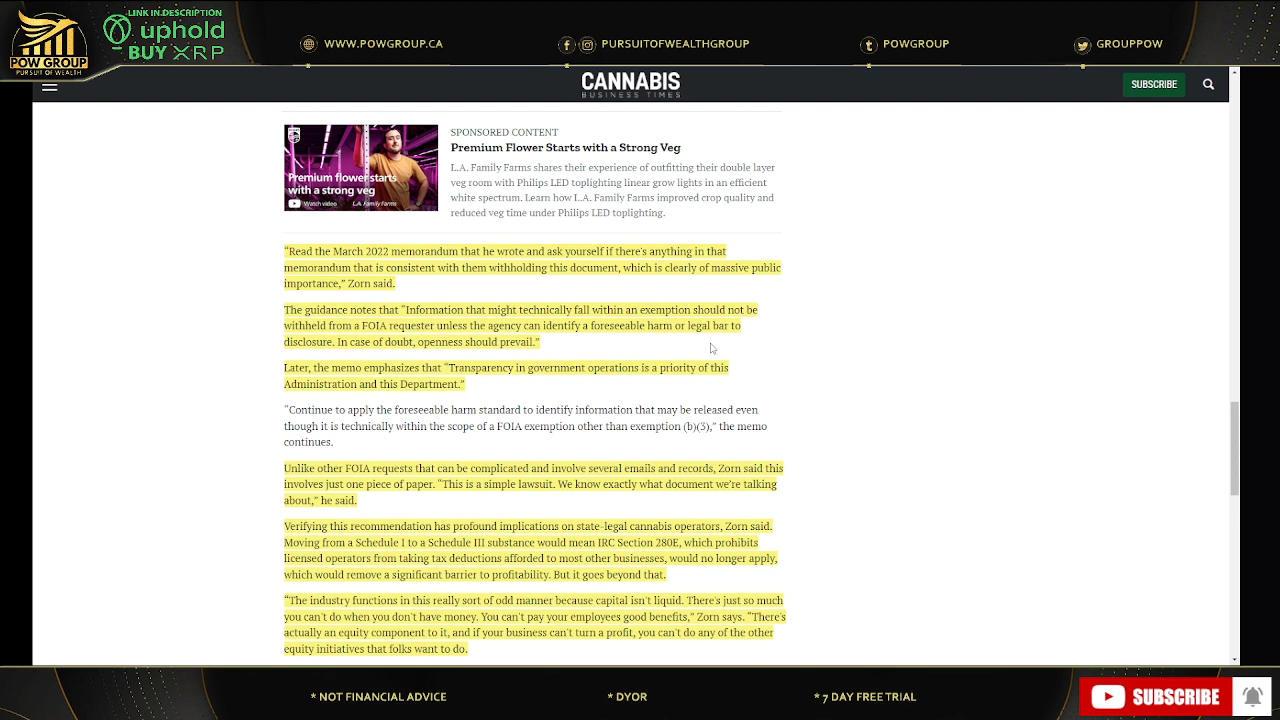 LINK IN DESCRIPTION
uphold
BUY XRP
POW GROUP
PURSUIT OF WEALTH
WWW.POWGROUP.CA
PURSUITOFWEALTHGROUP
POWGROUP
GROUPPOW
CANNABIS
BUSINESS TIMES
SUBSCRIBE
Premium flower starts
with a strong veg
Watch video
L.A. Family Farms
SPONSORED CONTENT
Premium Flower Starts with a Strong Veg
L.A. Family Farms shares their experience of outfitting their double layer
veg room with Philips LED toplighting linear grow lights in an efficient
white spectrum. Learn how L.A. Family Farms improved crop quality and
reduced veg time under Philips LED toplighting.
“Read the March 2022 memorandum that he wrote and ask yourself if there's anything in that
memorandum that is consistent with them withholding this document, which is clearly of massive public
importance,” Zorn said.
The guidance notes that “Information that might technically fall within an exemption should not be
withheld from a FOIA requester unless the agency can identify a foreseeable harm or legal bar to
disclosure. In case of doubt, openness should prevail.”
Later, the memo emphasizes that “Transparency in government operations is a priority of this
Administration and this Department.”
“Continue to apply the foreseeable harm standard to identify information that may be released even
though it is technically within the scope of a FOIA exemption other than exemption (b)(3),” the memo
continues.
Unlike other FOIA requests that can be complicated and involve several emails and records, Zorn said this
involves just one piece of paper. “This is a simple lawsuit. We know exactly what document we’re talking
about,” he said.
Verifying this recommendation has profound implications on state-legal cannabis operators, Zorn said.
Moving from a Schedule I to a Schedule III substance would mean IRC Section 280E, which prohibits
licensed operators from taking tax deductions afforded to most other businesses, would no longer apply,
which would remove a significant barrier to profitability. But it goes beyond that.
“The industry functions in this really sort of odd manner because capital isn't liquid. There's just so much
you can't do when you don't have money. You can't pay your employees good benefits,” Zorn says. “There's
actually an equity component to it, and if your business can't turn a profit, you can't do any of the other
equity initiatives that folks want to do.
* NOT FINANCIAL ADVICE
* DYOR
* 7 DAY FREE TRIAL
SUBSCRIBE